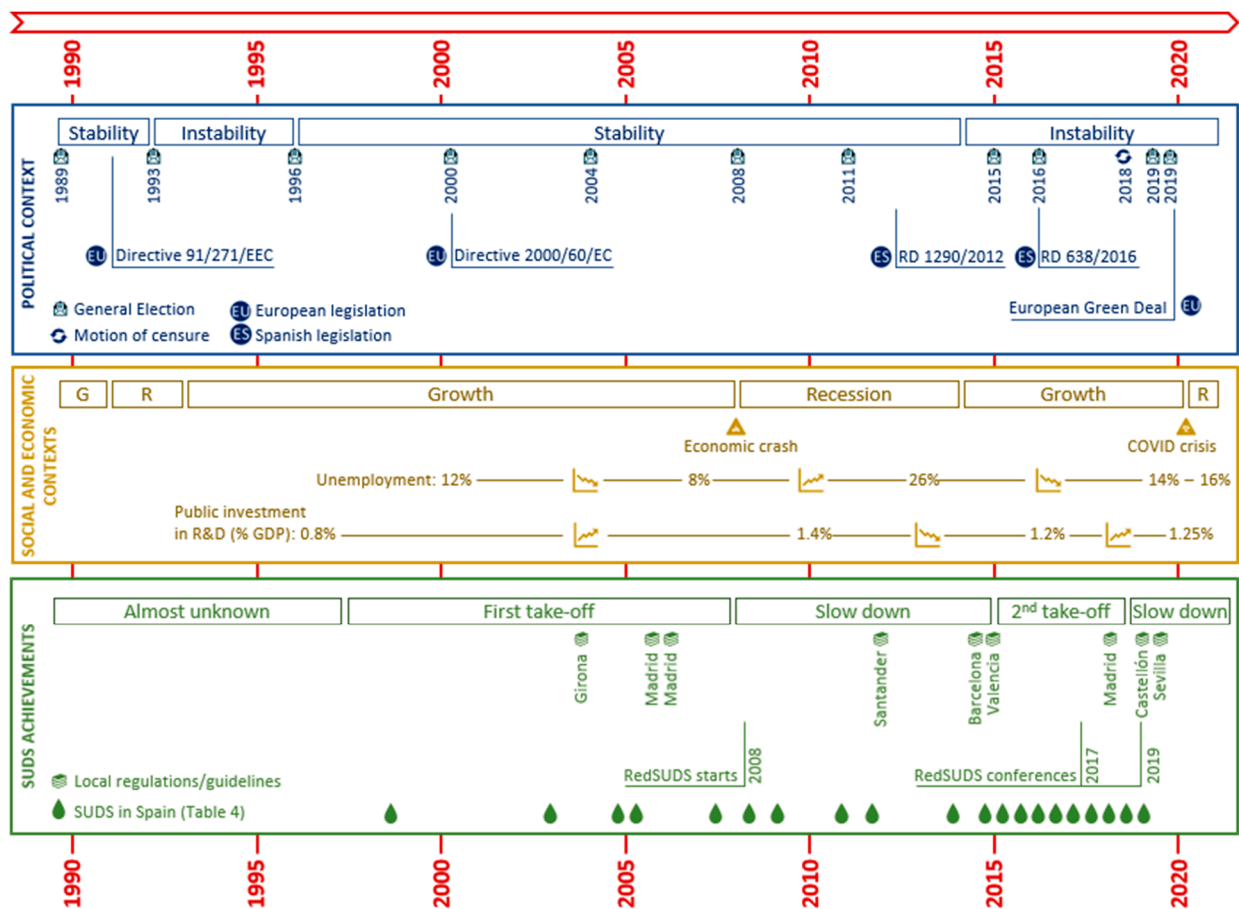 1990 1995 2000 2005 2010 2015 2020
POLITICAL CONTEXT
Stability Instability Stability Instability
1989 1993 1996 2000 2004 2008 2011 2015 2016 2018 2019 2019
EU Directive 91/271/EEC EU Directive 2000/60/EC ES RD 1290/2012 ES RD 638/2016
General Election EU European legislation European Green Deal EU
Motion of censure ES Spanish legislation
SOCIAL AND ECONOMIC
CONTEXTS
G R Growth Recession Growth R
Economic crash COVID crisis
Unemployment: 12% 8% 26% 14% – 16%
Public investment
in R&D (% GDP): 0.8% 1.4% 1.2% 1.25%
SUDS ACHIEVEMENTS
Almost unknown First take-off Slow down 2nd take-off Slow down
Girona Madrid Madrid Santander Barcelona Valencia Madrid Castellón Sevilla
Local regulations/guidelines RedSUDS starts 2008 RedSUDS conferences 2017 2019
SUDS in Spain (Table 4)
1990 1995 2000 2005 2010 2015 2020